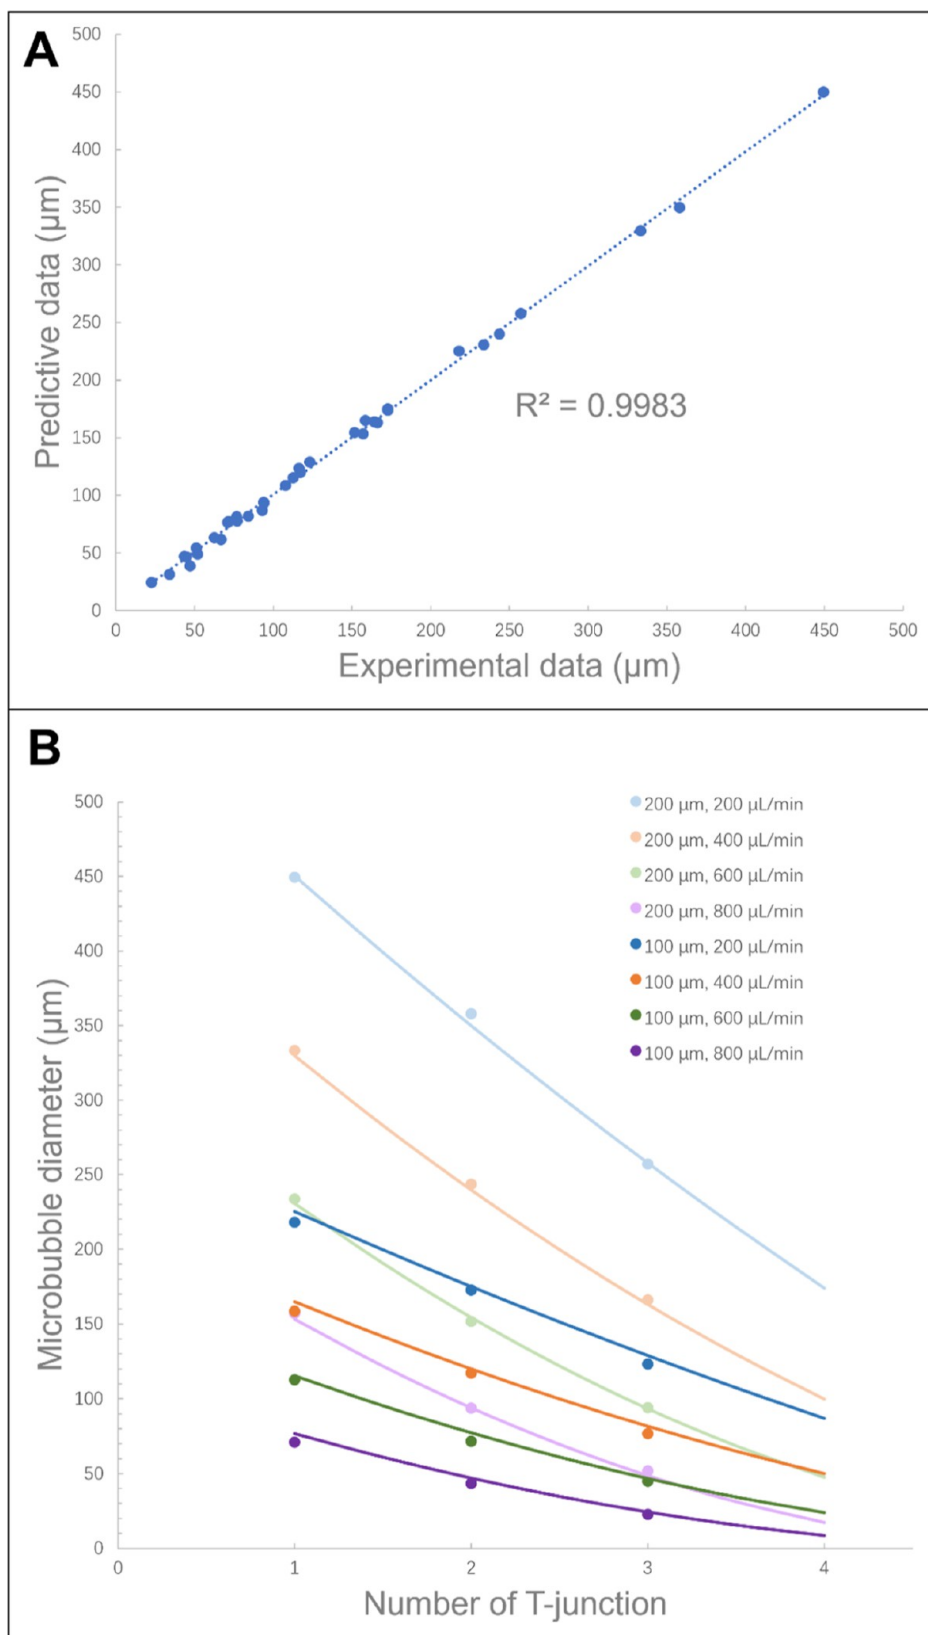 A
500
450
400
350
300
250
200
150
100
50
0
Predictive data (µm)
R² = 0.9983
0 50 100 150 200 250 300 350 400 450 500
Experimental data (µm)
B
500
450
400
350
300
250
200
150
100
50
0
Microbubble diameter (µm)
200 µm, 200 µL/min
200 µm, 400 µL/min
200 µm, 600 µL/min
200 µm, 800 µL/min
100 µm, 200 µL/min
100 µm, 400 µL/min
100 µm, 600 µL/min
100 µm, 800 µL/min
0 1 2 3 4
Number of T-junction